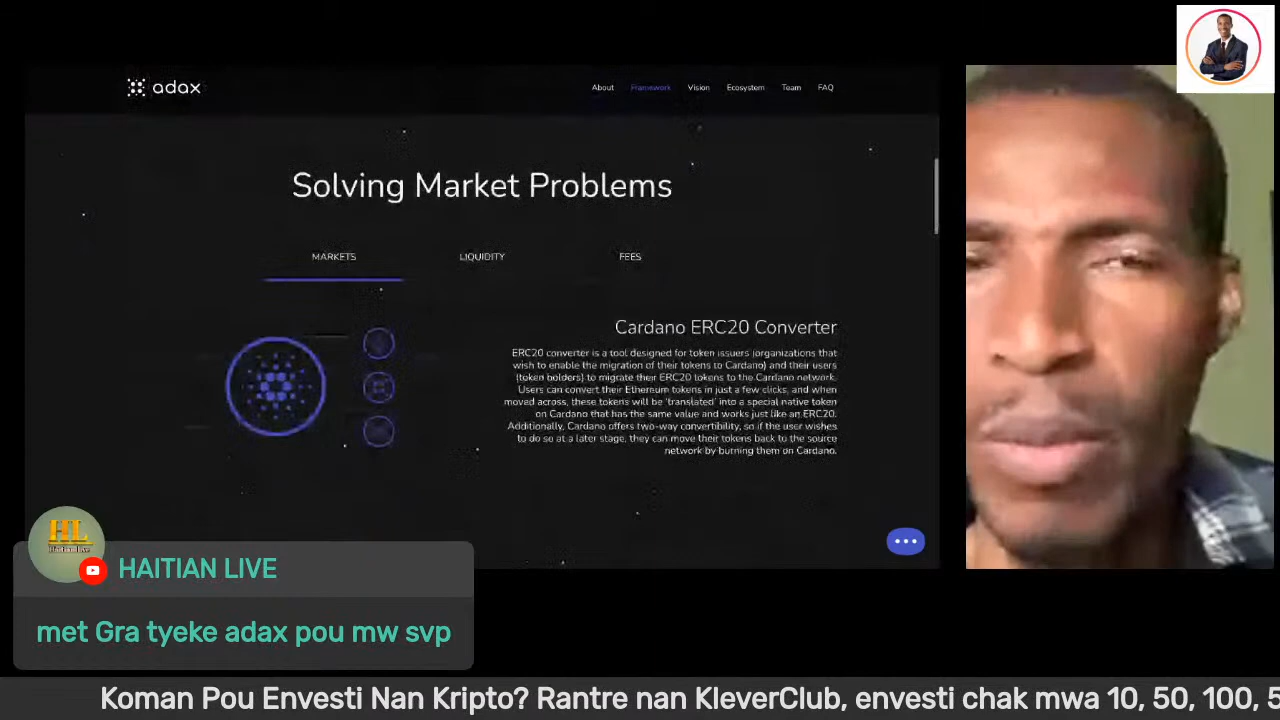 adax
About Framework Vision Ecosystem Team FAQ
Solving Market Problems
MARKETS LIQUIDITY FEES
Cardano ERC20 Converter
ERC20 converter is a tool designed for token issuers (organizations that
wish to enable the migration of their tokens to Cardano) and their users
(token holders) to migrate their ERC20 tokens to the Cardano network.
Users can convert their Ethereum tokens in just a few clicks, and when
moved across, these tokens will be 'translated' into a special native token
on Cardano that has the same value and works just like an ERC20.
Additionally, Cardano offers two-way convertibility, so if the user wishes
to do so at a later stage, they can move their tokens back to the source
network by burning them on Cardano.
HL
Haitian Live
HAITIAN LIVE
met Gra tyeke adax pou mw svp
Koman Pou Envesti Nan Kripto? Rantre nan KleverClub, envesti chak mwa 10, 50, 100, 5